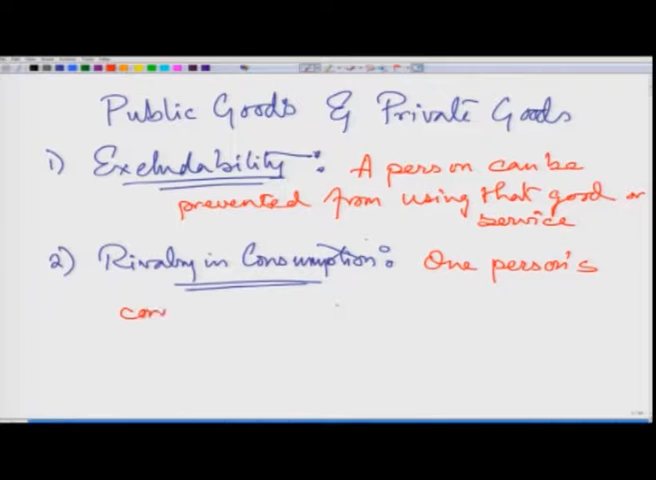 Public Goods & Private Goods
1) Excludability : A person can be
prevented from using that good or
service
2) Rivalry in Consumption : One person's
con